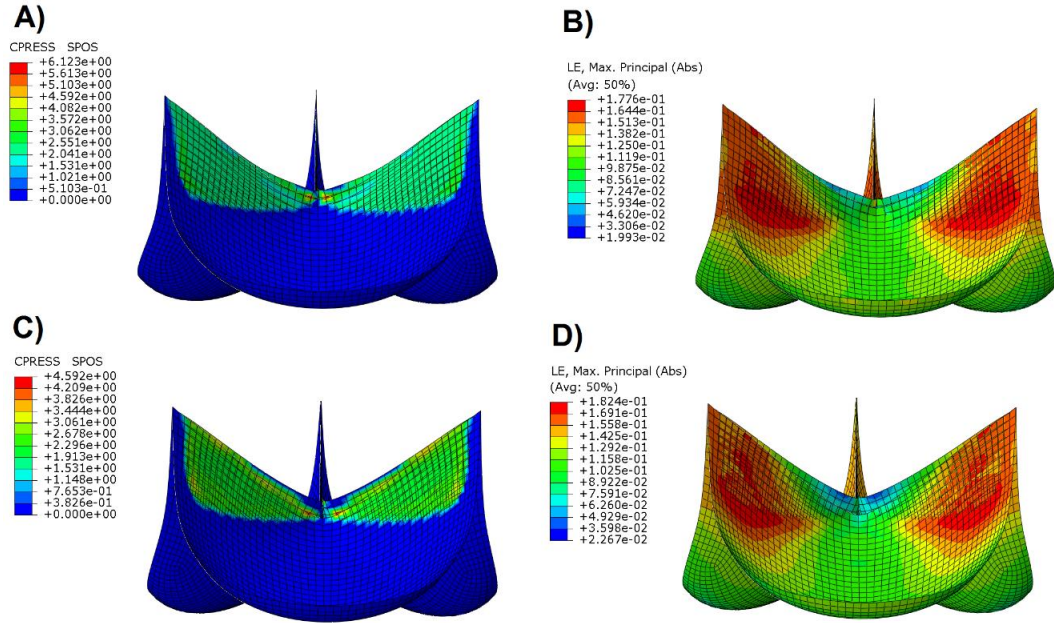 A)
CPRESS SPOS
+6.123e+00
+5.613e+00
+5.103e+00
+4.592e+00
+4.082e+00
+3.572e+00
+3.062e+00
+2.551e+00
+2.041e+00
+1.531e+00
+1.021e+00
+5.103e-01
+0.000e+00
B)
LE, Max. Principal (Abs)
(Avg: 50%)
+1.776e-01
+1.644e-01
+1.513e-01
+1.382e-01
+1.250e-01
+1.119e-01
+9.875e-02
+8.561e-02
+7.247e-02
+5.934e-02
+4.620e-02
+3.306e-02
+1.993e-02
C)
CPRESS SPOS
+4.592e+00
+4.209e+00
+3.826e+00
+3.444e+00
+3.061e+00
+2.678e+00
+2.296e+00
+1.913e+00
+1.531e+00
+1.148e+00
+7.653e-01
+3.826e-01
+0.000e+00
D)
LE, Max. Principal (Abs)
(Avg: 50%)
+1.824e-01
+1.691e-01
+1.558e-01
+1.425e-01
+1.292e-01
+1.158e-01
+1.025e-01
+8.922e-02
+7.591e-02
+6.260e-02
+4.929e-02
+3.598e-02
+2.267e-02